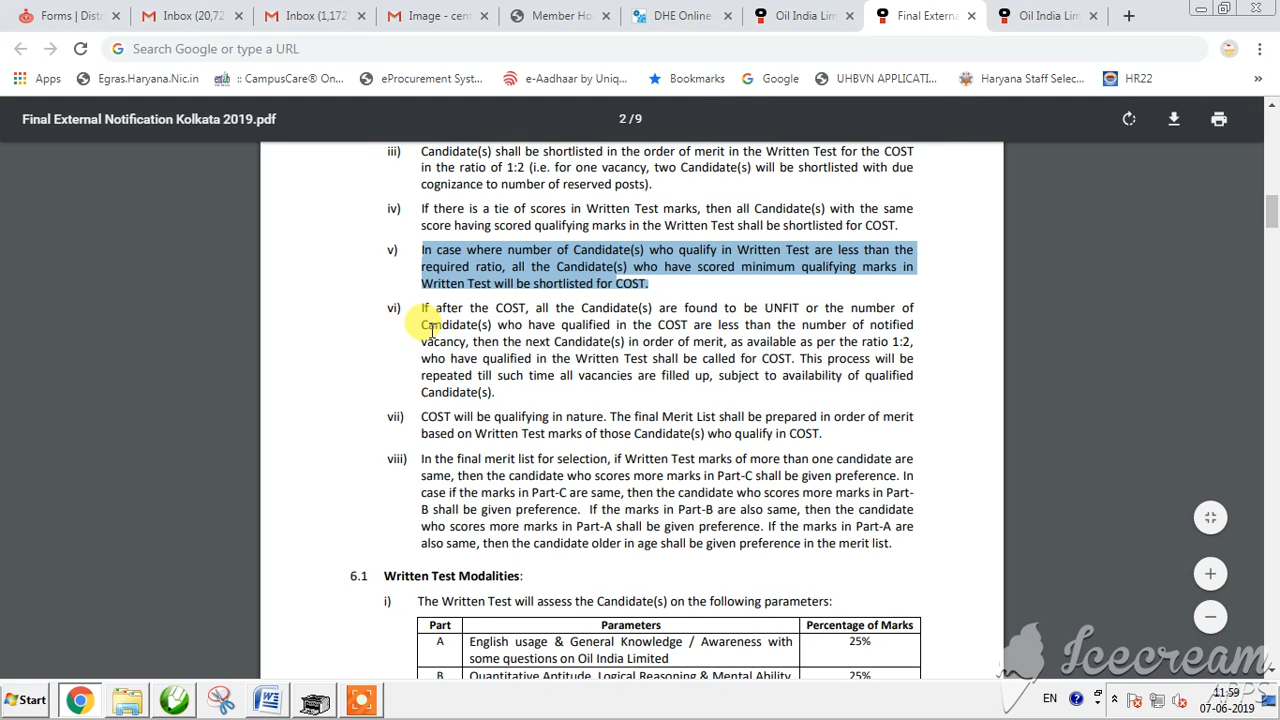 Fonts | Dist
Inbox (20,72
Inbox (1,172
Image - cen
Member Ho
DHE Online
Oil India Lim
Final Externa
Oil India Lim
Search Google or type a URL
Apps
Egras.Haryana.Nic.in
:: CampusCare® On...
eProcurement Syst...
e-Aadhaar by Uniq...
Bookmarks
Google
UHBVN APPLICATI...
Haryana Staff Selec...
HR22
»
Final External Notification Kolkata 2019.pdf
2 / 9
iii) Candidate(s) shall be shortlisted in the order of merit in the Written Test for the COST
in the ratio of 1:2 (i.e. for one vacancy, two Candidate(s) will be shortlisted with due
cognizance to number of reserved posts).
iv) If there is a tie of scores in Written Test marks, then all Candidate(s) with the same
score having scored qualifying marks in the Written Test shall be shortlisted for COST.
v) In case where number of Candidate(s) who qualify in Written Test are less than the
required ratio, all the Candidate(s) who have scored minimum qualifying marks in
Written Test will be shortlisted for COST.
vi) If after the COST, all the Candidate(s) are found to be UNFIT or the number of
Candidate(s) who have qualified in the COST are less than the number of notified
vacancy, then the next Candidate(s) in order of merit, as available as per the ratio 1:2,
who have qualified in the Written Test shall be called for COST. This process will be
repeated till such time all vacancies are filled up, subject to availability of qualified
Candidate(s).
vii) COST will be qualifying in nature. The final Merit List shall be prepared in order of merit
based on Written Test marks of those Candidate(s) who qualify in COST.
viii) In the final merit list for selection, if Written Test marks of more than one candidate are
same, then the candidate who scores more marks in Part-C shall be given preference. In
case if the marks in Part-C are same, then the candidate who scores more marks in Part-
B shall be given preference. If the marks in Part-B are also same, then the candidate
who scores more marks in Part-A shall be given preference. If the marks in Part-A are
also same, then the candidate older in age shall be given preference in the merit list.
6.1 Written Test Modalities:
i) The Written Test will assess the Candidate(s) on the following parameters:
Part Parameters Percentage of Marks
A English usage & General Knowledge / Awareness with 25%
some questions on Oil India Limited
B Quantitative Aptitude, Logical Reasoning & Mental Ability 25%
Icecream
APPS
Start
EN
11:59
07-06-2019